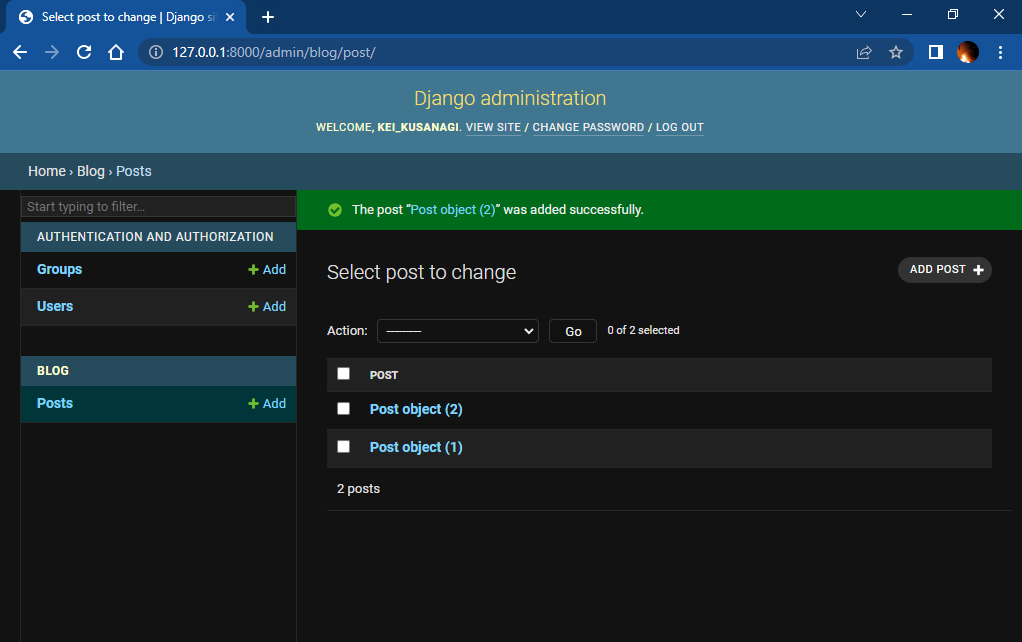 Select post to change | Django si
127.0.0.1:8000/admin/blog/post/
Django administration
WELCOME, KEI_KUSANAGI. VIEW SITE / CHANGE PASSWORD / LOG OUT
Home › Blog › Posts
Start typing to filter...
AUTHENTICATION AND AUTHORIZATION
Groups + Add
Users + Add
BLOG
Posts + Add
The post “Post object (2)” was added successfully.
Select post to change
ADD POST +
Action: --------- Go 0 of 2 selected
POST
Post object (2)
Post object (1)
2 posts